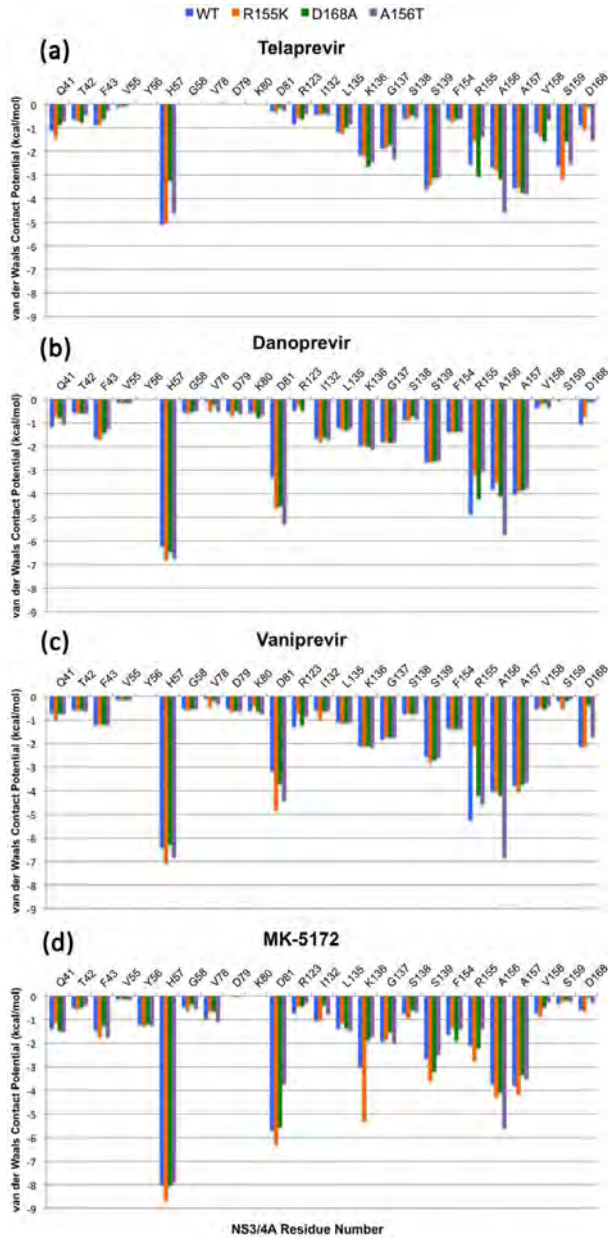 WT R155K D168A A156T
(a) Telaprevir
Q41 T42 F43 V55 Y56 H57 G58 V78 D79 K80 D81 R123 I132 L135 K136 G137 S138 S139 F154 R155 A156 A157 V158 S159 D168
van der Waals Contact Potential (kcal/mol)
0
-1
-2
-3
-4
-5
-6
-7
-8
-9
(b) Danoprevir
Q41 T42 F43 V55 Y56 H57 G58 V78 D79 K80 D81 R123 I132 L135 K136 G137 S138 S139 F154 R155 A156 A157 V158 S159 D168
van der Waals Contact Potential (kcal/mol)
0
-1
-2
-3
-4
-5
-6
-7
-8
-9
(c) Vaniprevir
Q41 T42 F43 V55 Y56 H57 G58 V78 D79 K80 D81 R123 I132 L135 K136 G137 S138 S139 F154 R155 A156 A157 V158 S159 D168
van der Waals Contact Potential (kcal/mol)
0
-1
-2
-3
-4
-5
-6
-7
-8
-9
(d) MK-5172
Q41 T42 F43 V55 Y56 H57 G58 V78 D79 K80 D81 R123 I132 L135 K136 G137 S138 S139 F154 R155 A156 A157 V158 S159 D168
van der Waals Contact Potential (kcal/mol)
0
-1
-2
-3
-4
-5
-6
-7
-8
-9
NS3/4A Residue Number